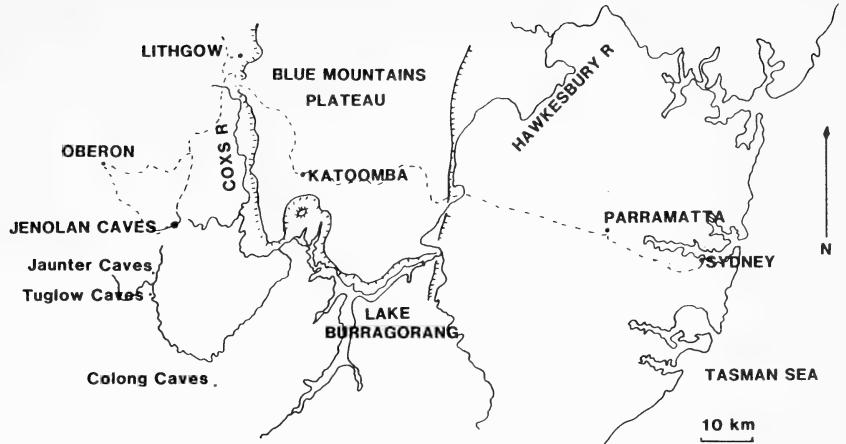 LITHGOW
BLUE MOUNTAINS
PLATEAU
HAWKESBURY R
COXS R
OBERON
KATOOMBA
JENOLAN CAVES
PARRAMATTA
N
Jaunter Caves
SYDNEY
Tuglow Caves
LAKE
BURRAGORANG
Colong Caves
TASMAN SEA
10 km